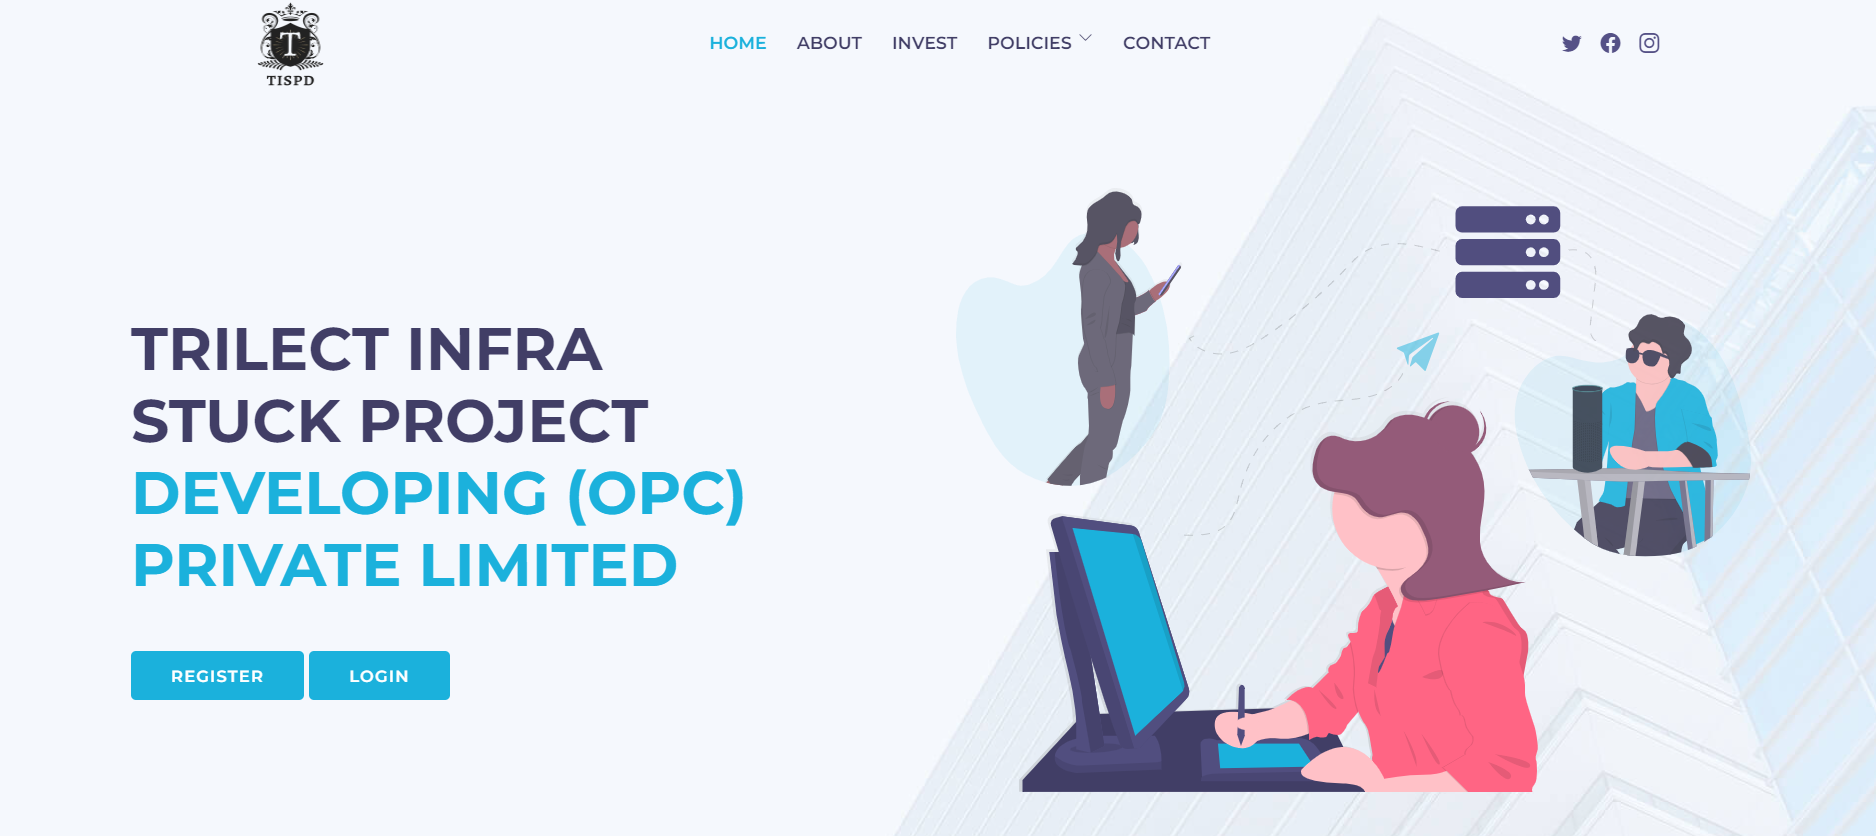 T
TISPD
HOME ABOUT INVEST POLICIES CONTACT
TRILECT INFRA
STUCK PROJECT
DEVELOPING (OPC)
PRIVATE LIMITED
REGISTER LOGIN